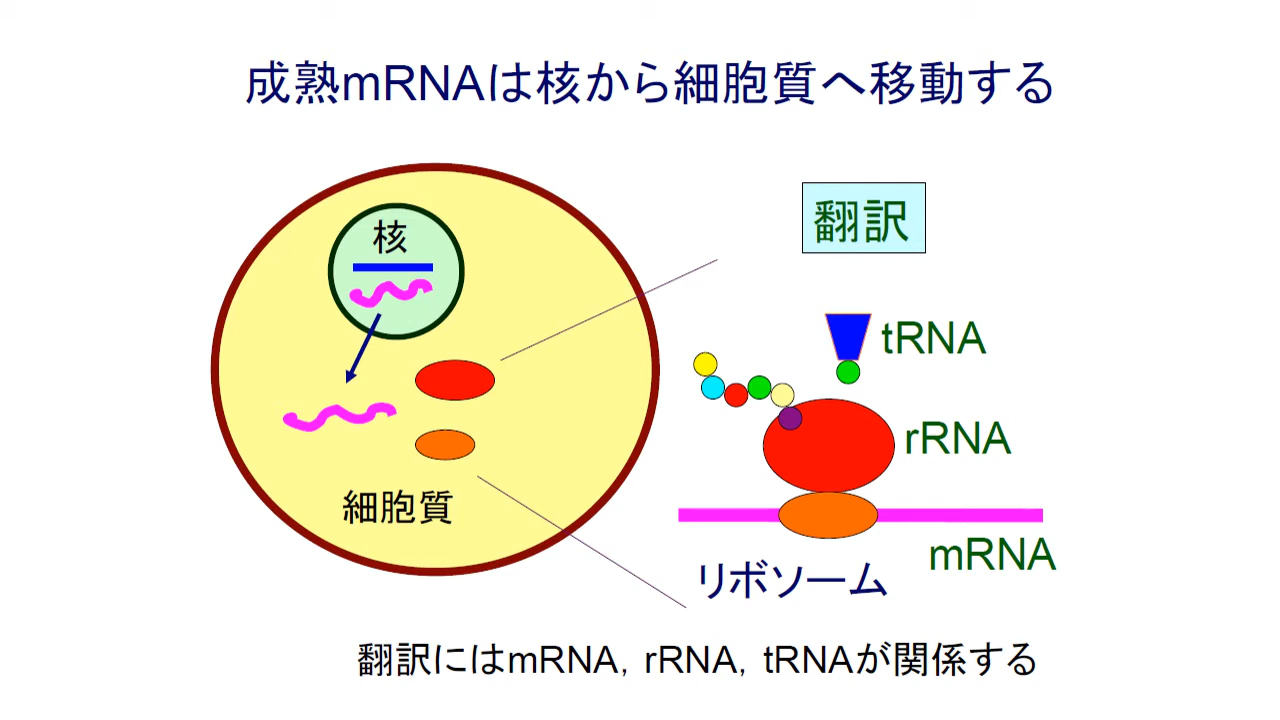 成熟mRNAは核から細胞質へ移動する
核
翻訳
tRNA
rRNA
細胞質
mRNA
リボソーム
翻訳にはmRNA, rRNA, tRNAが関係する